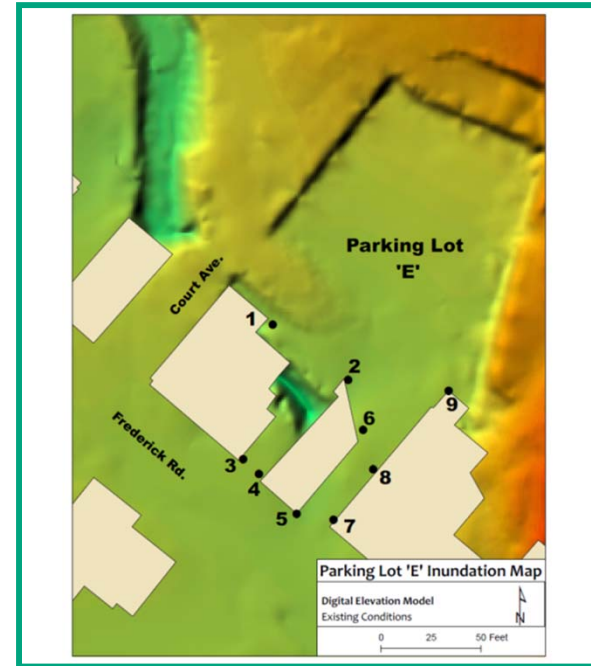 Parking Lot
'E'
Court Ave.
1
2
9
6
Frederick Rd.
3
8
4
5
7
Parking Lot 'E' Inundation Map
Digital Elevation Model
Existing Conditions
N
0 25 50 Feet